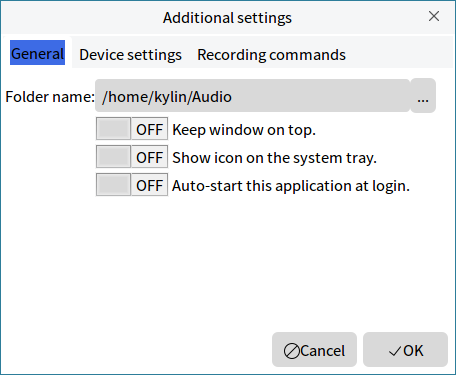 Additional settings
General Device settings Recording commands
Folder name: /home/kylin/Audio ...
OFF Keep window on top.
OFF Show icon on the system tray.
OFF Auto-start this application at login.
Cancel OK